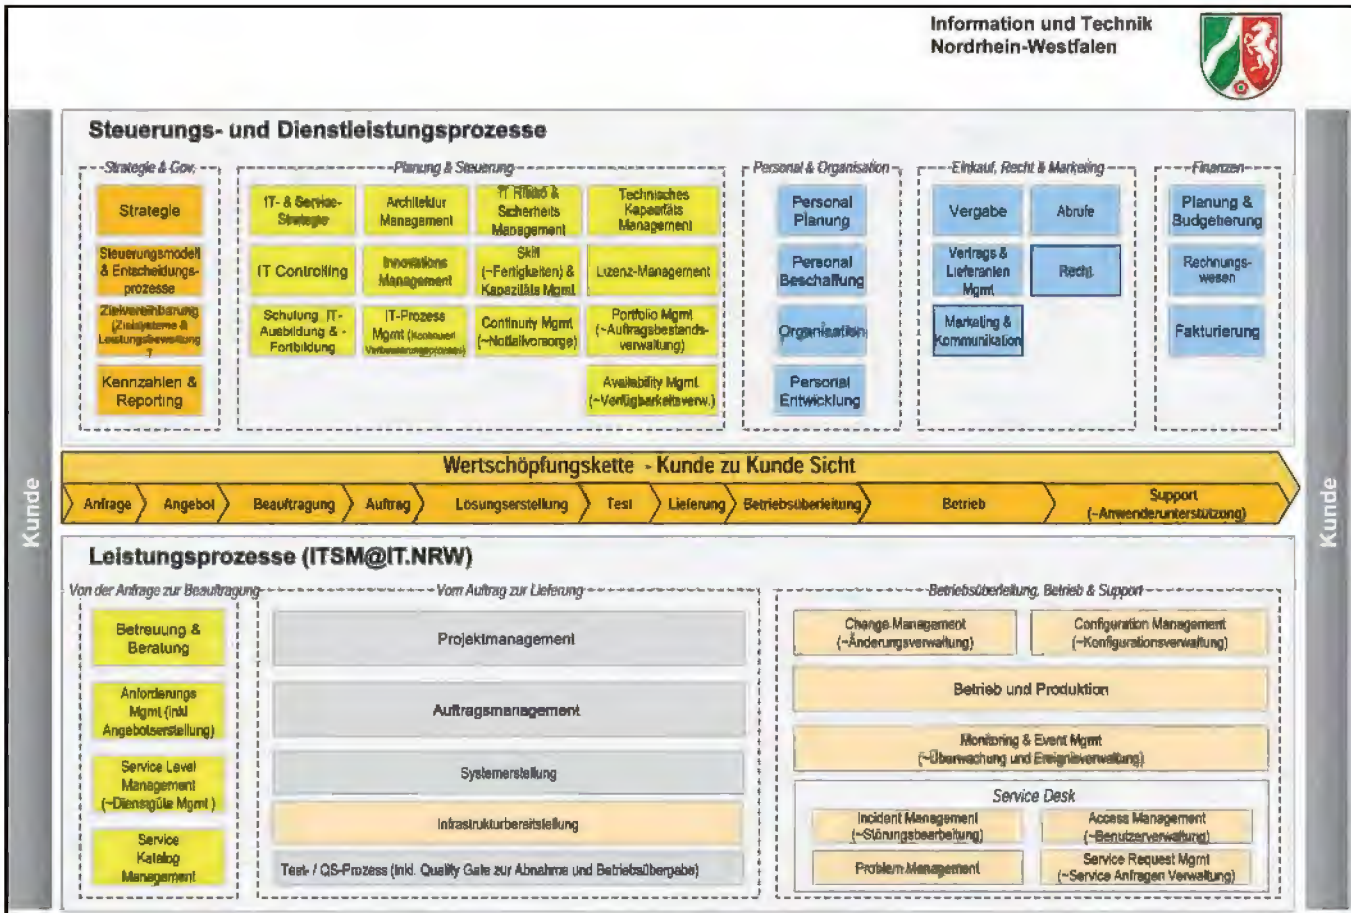 Information und Technik
Nordrhein-Westfalen
Kunde
Steuerungs- und Dienstleistungsprozesse
Strategie & Gov.
Strategie
Steuerungsmodell
& Entscheidungs-
prozesse
Zielvereinbarung
(Zielsysteme &
Leistungsbewertung
?
Kennzahlen &
Reporting
Planung & Steuerung
IT- & Service-
Strategie
Architektur
Management
IT Risiko &
Sicherheits
Management
Technisches
Kapazitäts
Management
IT Controlling
Innovations
Management
Skill
(~Fertigkeiten) &
Kapazitäts Mgmt
Lizenz-Management
Schulung IT-
Ausbildung & -
Fortbildung
IT-Prozess
Mgmt (Kontinuierl.
Verbesserungsprozess)
Continuity Mgmt
(~Notfallvorsorge)
Portfolio Mgmt
(~Auftragsbestands-
verwaltung)
Availability Mgmt.
(~Verfügbarkeitsverw.)
Personal & Organisation
Personal
Planung
Personal
Beschaffung
Organisation
Personal
Entwicklung
Einkauf, Recht & Marketing
Vergabe
Abrufe
Vertrags &
Lieferanten
Mgmt
Recht
Marketing &
Kommunikation
Finanzen
Planung &
Budgetierung
Rechnungs-
wesen
Fakturierung
Wertschöpfungskette - Kunde zu Kunde Sicht
Anfrage
Angebot
Beauftragung
Auftrag
Lösungserstellung
Test
Lieferung
Betriebsüberleitung
Betrieb
Support
(~Anwenderunterstützung)
Leistungsprozesse (ITSM@IT.NRW)
Von der Anfrage zur Beauftragung
Betreuung &
Beratung
Anforderungs
Mgmt (inkl
Angebotserstellung)
Service Level
Management
(~Dienstgüte Mgmt )
Service
Katalog
Management
Vom Auftrag zur Lieferung
Projektmanagement
Auftragsmanagement
Systemerstellung
Infrastrukturbereitstellung
Test- / QS-Prozess (inkl. Quality Gate zur Abnahme und Betriebsübergabe)
Betriebsüberleitung, Betrieb & Support
Change Management
(~Änderungsverwaltung)
Configuration Management
(~Konfigurationsverwaltung)
Betrieb und Produktion
Monitoring & Event Mgmt
(~Überwachung und Ereignisverwaltung)
Service Desk
Incident Management
(~Störungsbearbeitung)
Access Management
(~Benutzerverwaltung)
Problem Management
Service Request Mgmt
(~Service Anfragen Verwaltung)
Kunde